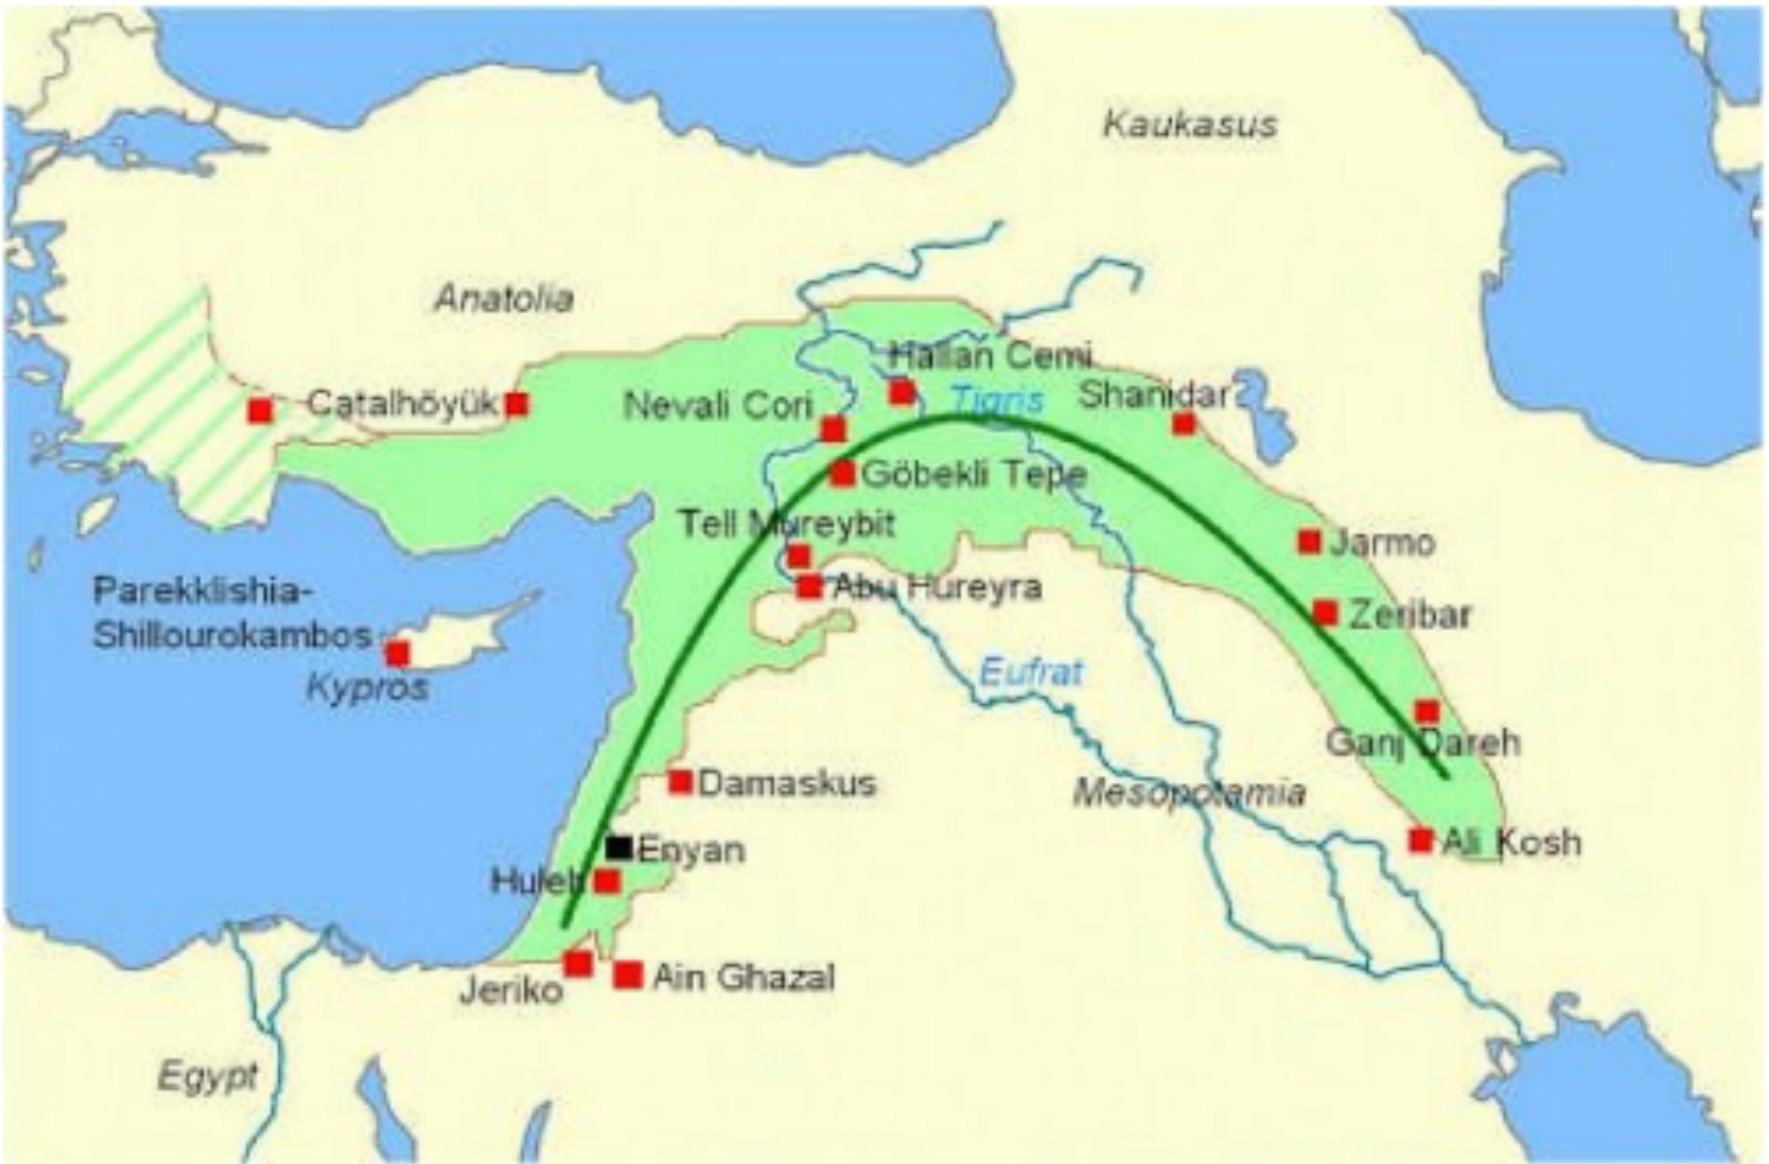 Kaukasus
Anatolia
Hallan Cemi
Catalhöyük
Nevali Cori
Tigris
Shanidar
Göbekli Tepe
Tell Mureybit
Jarmo
Abu Hureyra
Parekklishia-
Shillourokambos
Zeribar
Kypros
Eufrat
Ganj Dareh
Damaskus
Mesopotamia
Enyan
Ali Kosh
Huleh
Jeriko
Ain Ghazal
Egypt